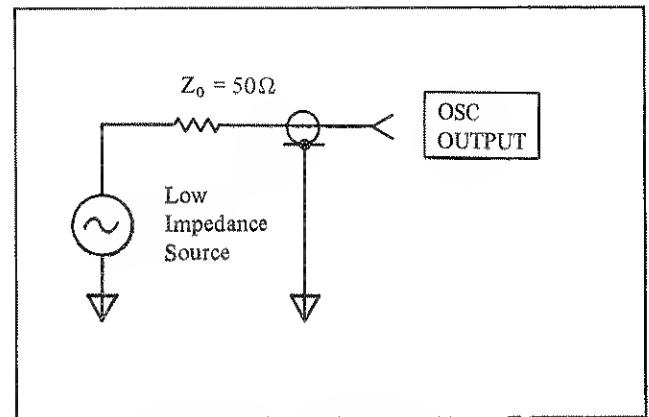 Z₀ = 50Ω
OSC
OUTPUT
Low
Impedance
Source